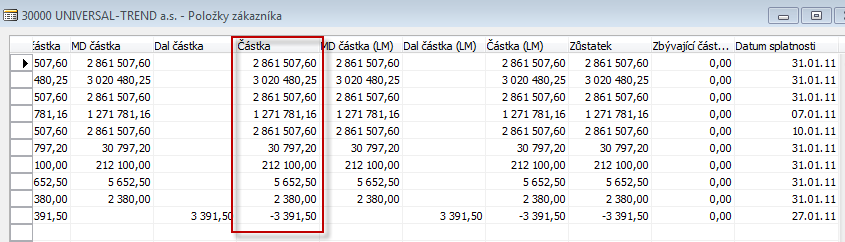 30000 UNIVERSAL-TREND a.s. - Položky zákazníka
částka MD částka Dal částka Částka MD částka (LM) Dal částka (LM) Částka (LM) Zůstatek Zbývající část... Datum splatnosti
507,60 2 861 507,60 2 861 507,60 2 861 507,60 2 861 507,60 2 861 507,60 0,00 31.01.11
480,25 3 020 480,25 3 020 480,25 3 020 480,25 3 020 480,25 3 020 480,25 0,00 31.01.11
507,60 2 861 507,60 2 861 507,60 2 861 507,60 2 861 507,60 2 861 507,60 0,00 31.01.11
781,16 1 271 781,16 1 271 781,16 1 271 781,16 1 271 781,16 1 271 781,16 0,00 07.01.11
507,60 2 861 507,60 2 861 507,60 2 861 507,60 2 861 507,60 2 861 507,60 0,00 10.01.11
797,20 30 797,20 30 797,20 30 797,20 30 797,20 30 797,20 0,00 31.01.11
100,00 212 100,00 212 100,00 212 100,00 212 100,00 212 100,00 0,00 31.01.11
652,50 5 652,50 5 652,50 5 652,50 5 652,50 5 652,50 0,00 31.01.11
380,00 2 380,00 2 380,00 2 380,00 2 380,00 2 380,00 0,00 31.01.11
391,50 3 391,50 -3 391,50 3 391,50 -3 391,50 -3 391,50 0,00 27.01.11